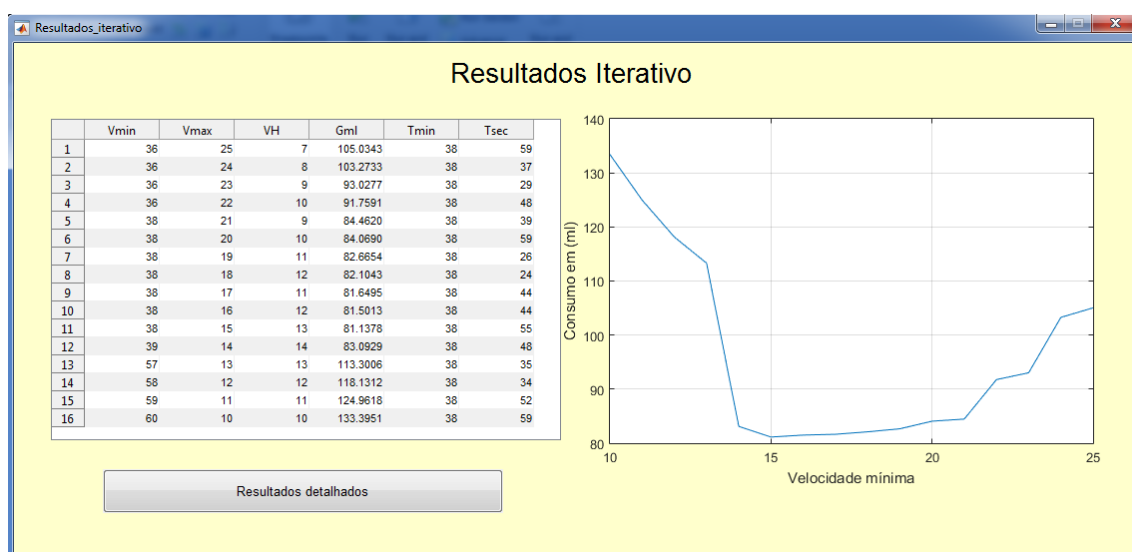 Resultados_iterativo
Resultados Iterativo
Vmin Vmax VH Gml Tmin Tsec
1 36 25 7 105.0343 38 59
2 36 24 8 103.2733 38 37
3 36 23 9 93.0277 38 29
4 36 22 10 91.7591 38 48
5 38 21 9 84.4620 38 39
6 38 20 10 84.0690 38 59
7 38 19 11 82.6654 38 26
8 38 18 12 82.1043 38 24
9 38 17 11 81.6495 38 44
10 38 16 12 81.5013 38 44
11 38 15 13 81.1378 38 55
12 39 14 14 83.0929 38 48
13 57 13 13 113.3006 38 35
14 58 12 12 118.1312 38 34
15 59 11 11 124.9618 38 52
16 60 10 10 133.3951 38 59
Resultados detalhados
140
130
120
110
100
90
80
Consumo em (ml)
10 15 20 25
Velocidade mínima